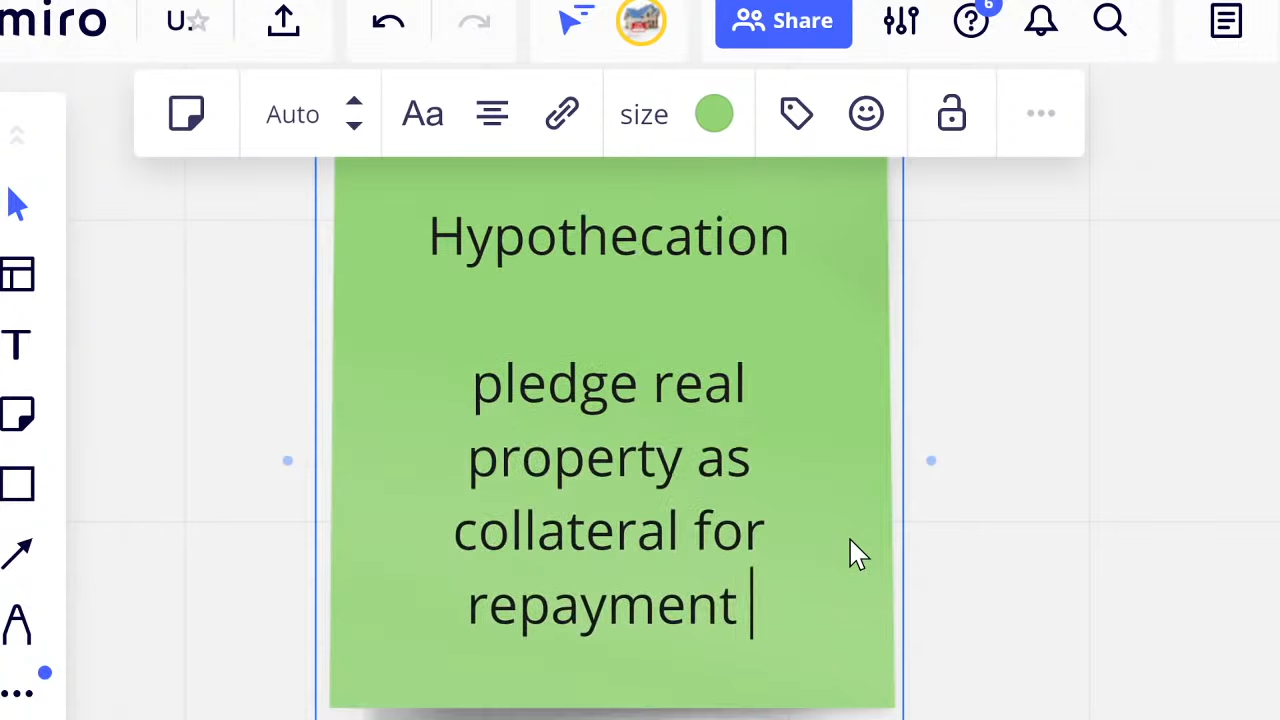 miro
U.
Share
6
Auto
Aa
size
T
Hypothecation
pledge real
property as
collateral for
repayment